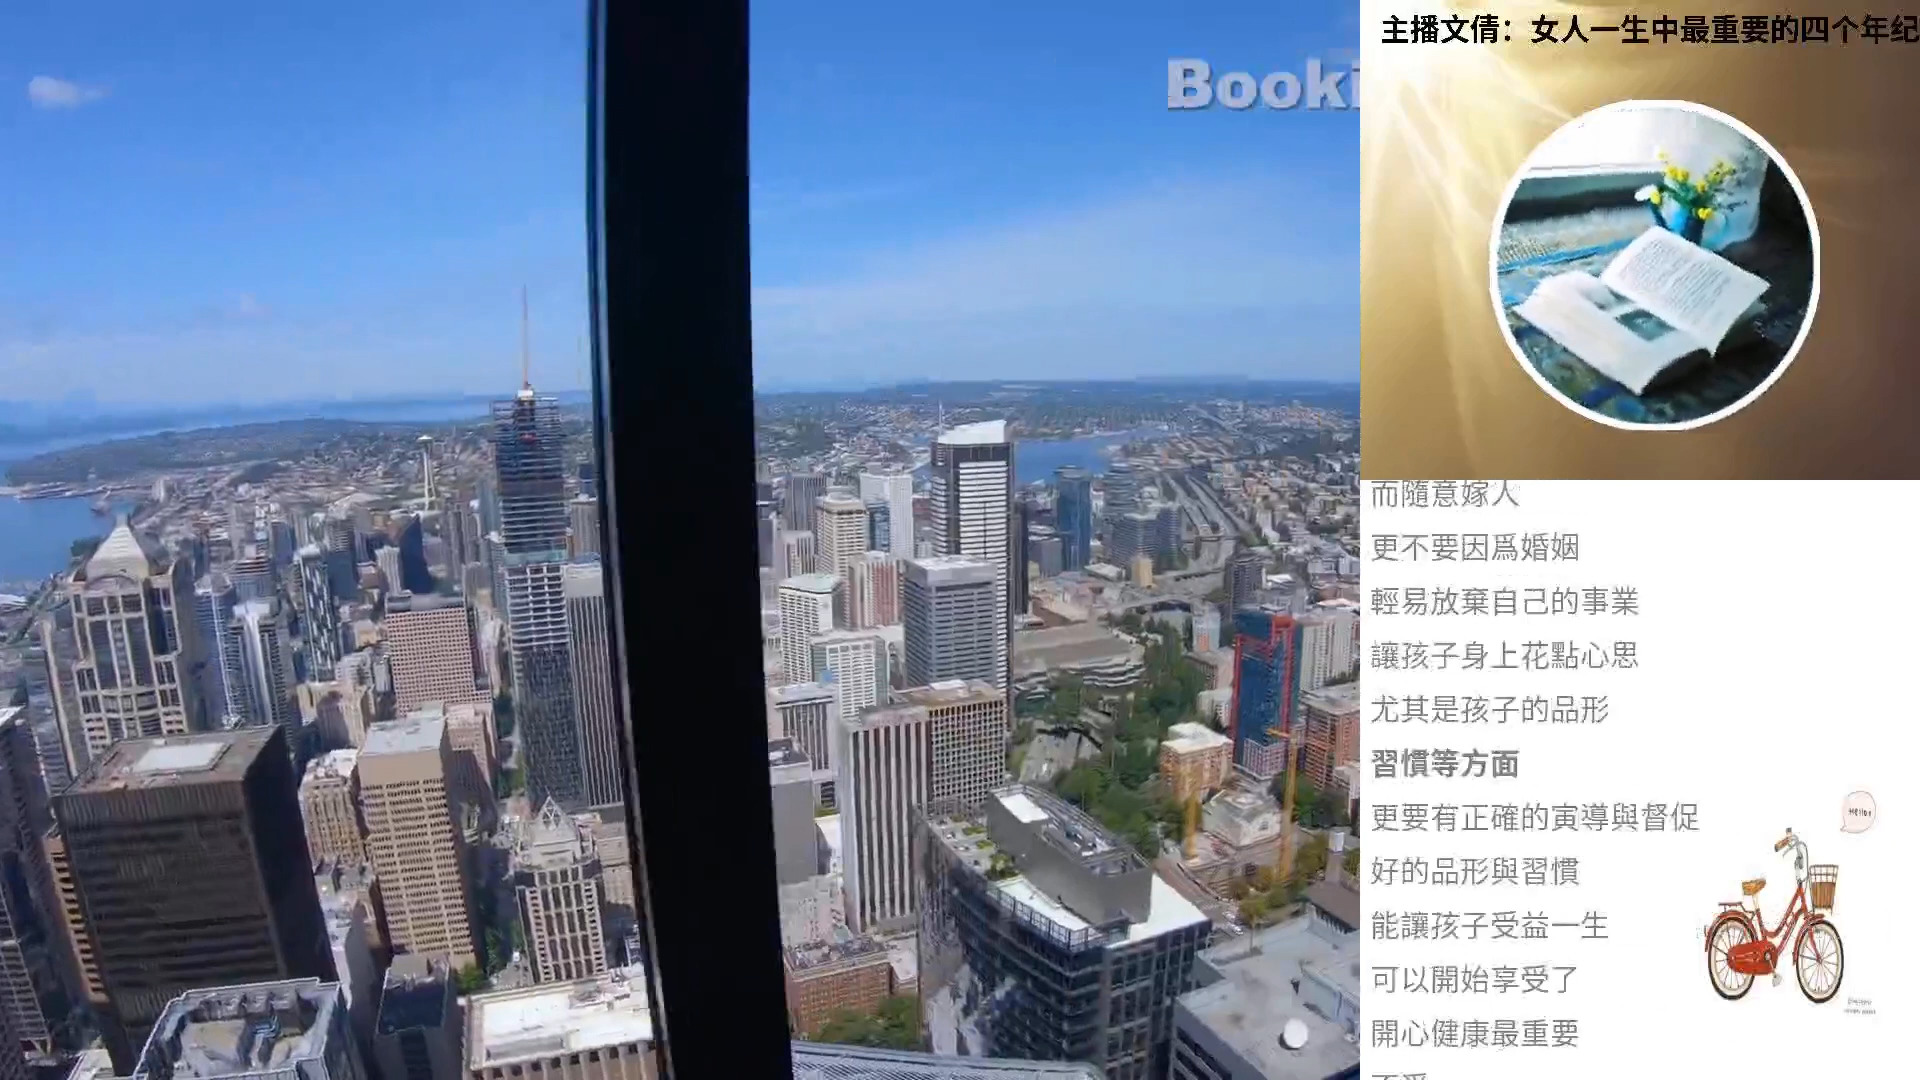 Booki
主播文倩：女人一生中最重要的四个年纪
而隨意嫁人
更不要因爲婚姻
輕易放棄自己的事業
讓孩子身上花點心思
尤其是孩子的品形
習慣等方面
更要有正確的寅導與督促
好的品形與習慣
能讓孩子受益一生
可以開始享受了
開心健康最重要
Hello!